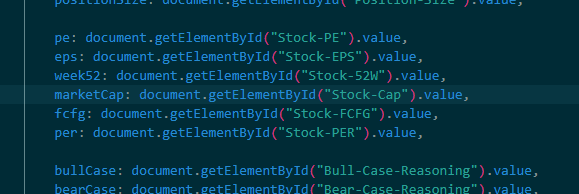 positionSize: document.getElementById("Position-Size").value,
pe: document.getElementById("Stock-PE").value,
eps: document.getElementById("Stock-EPS").value,
week52: document.getElementById("Stock-52W").value,
marketCap: document.getElementById("Stock-Cap").value,
fcfg: document.getElementById("Stock-FCFG").value,
per: document.getElementById("Stock-PER").value,
bullCase: document.getElementById("Bull-Case-Reasoning").value,
bearCase: document.getElementById("Bear-Case-Reasoning").value,